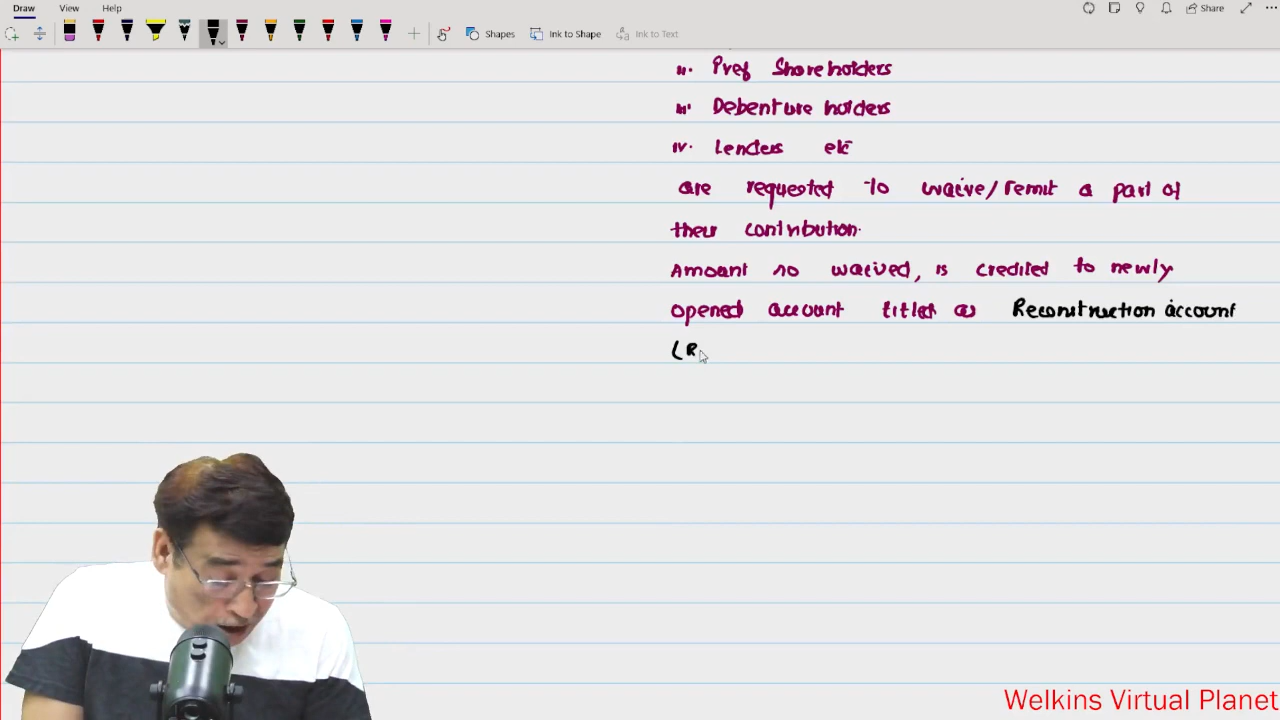 Draw View Help Share
Shapes Ink to Shape Ink to Text
ii. Pref Shareholders
iii Debenture holders
iv. Lenders etc
are requested to waive/remit a part of
their contribution.
Amount so waived, is credited to newly
opened account titled as Reconstruction account
(R
Welkins Virtual Planet